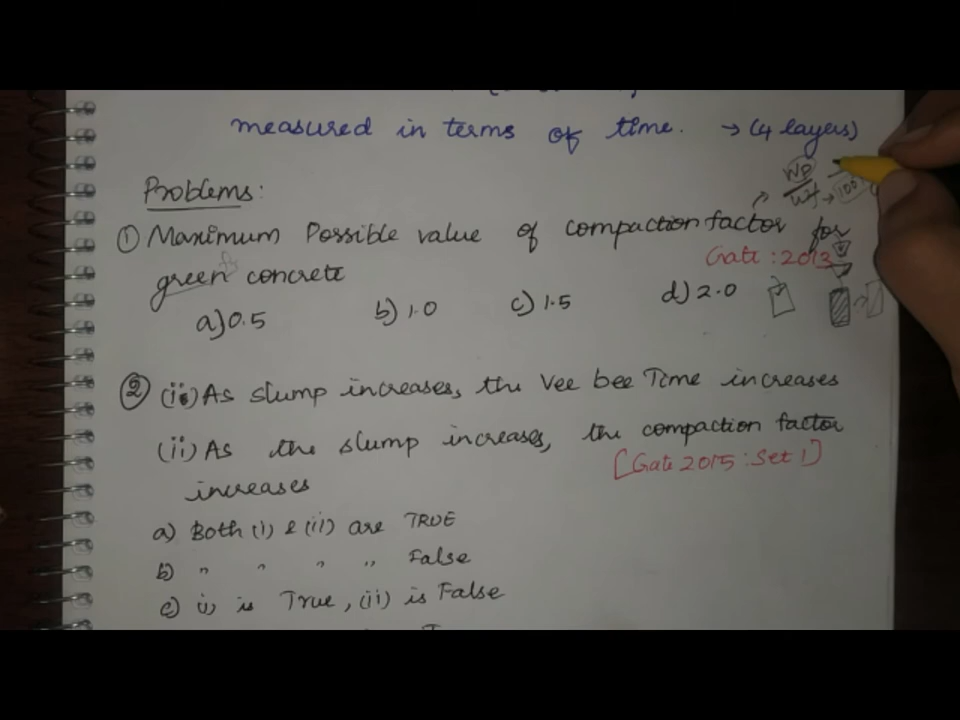 measured in terms of time. → (4 layers)
Problems:
WP
Wf → 100
① Maximum Possible value of compaction factor for
Gate : 2013
green concrete
a) 0.5 b) 1.0 c) 1.5 d) 2.0
② (i) As slump increases, the Vee bee Time increases
(ii) As the slump increases, the compaction factor
[Gate 2015 : Set 1]
increases
a) Both (i) & (ii) are TRUE
b) " " " " False
c) i) is True, (ii) is False